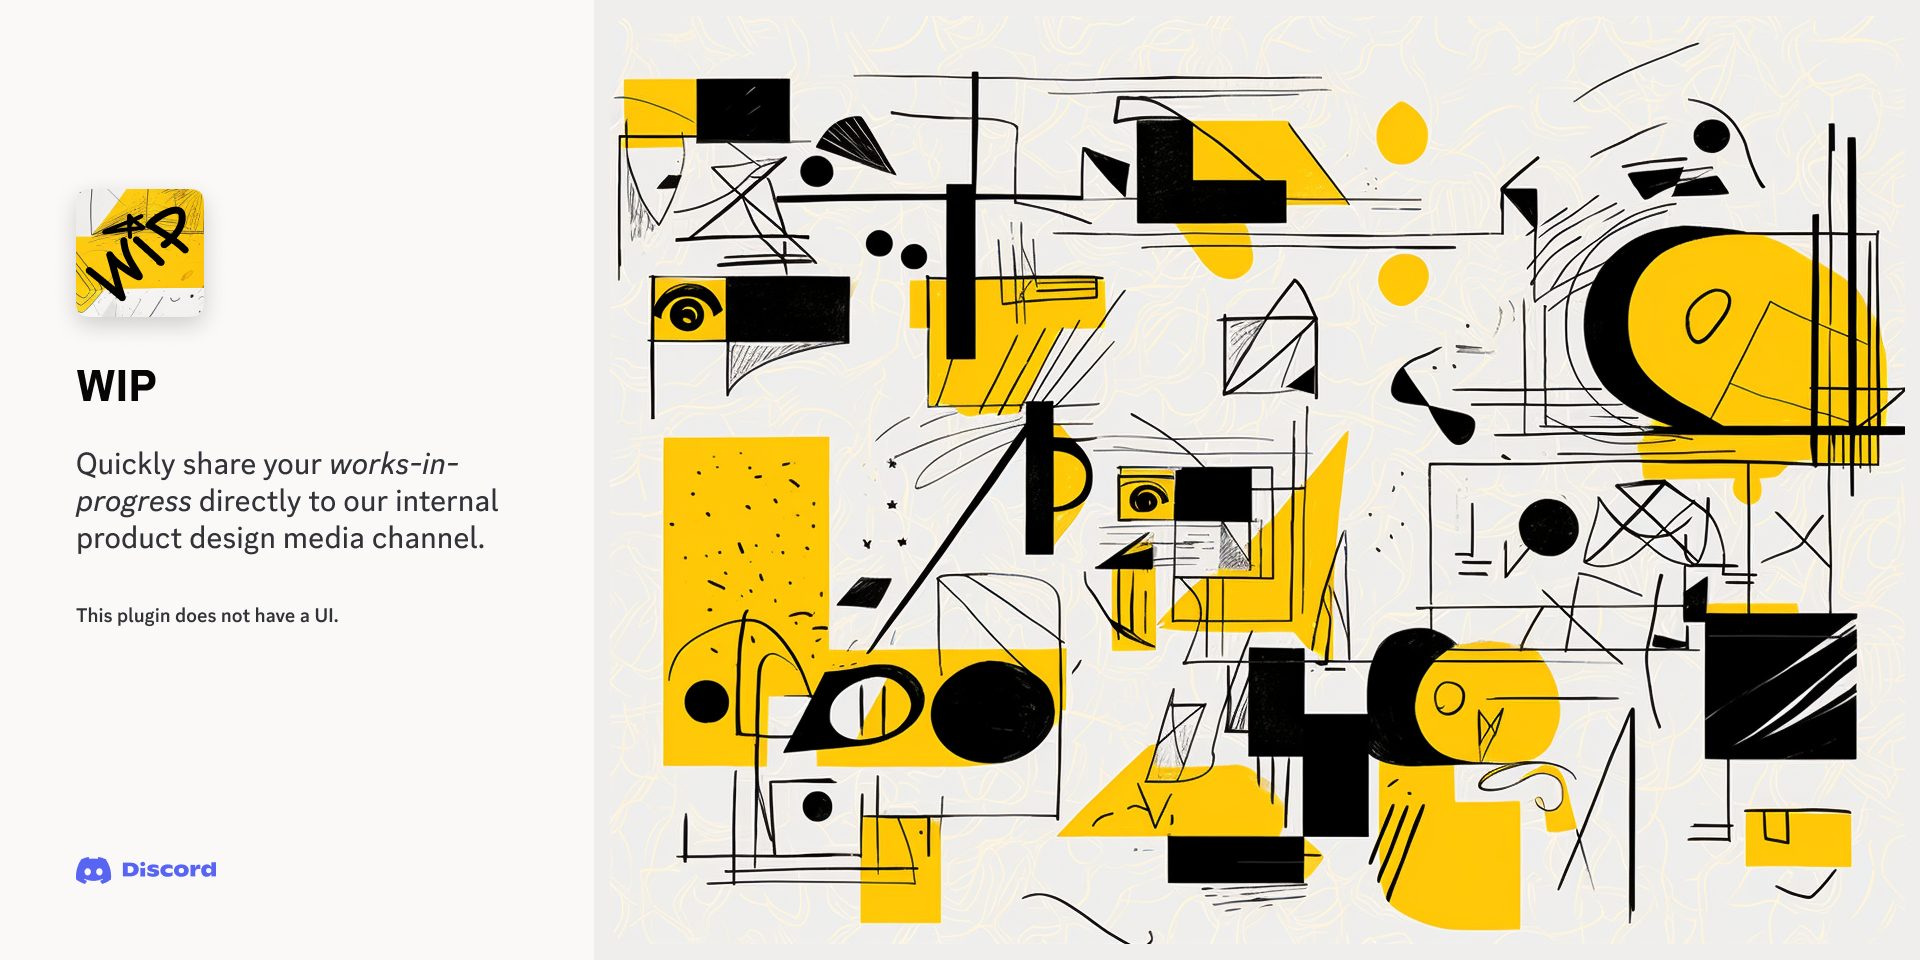 WIP
WIP
Quickly share your works-in-
progress directly to our internal
product design media channel.
This plugin does not have a UI.
Discord